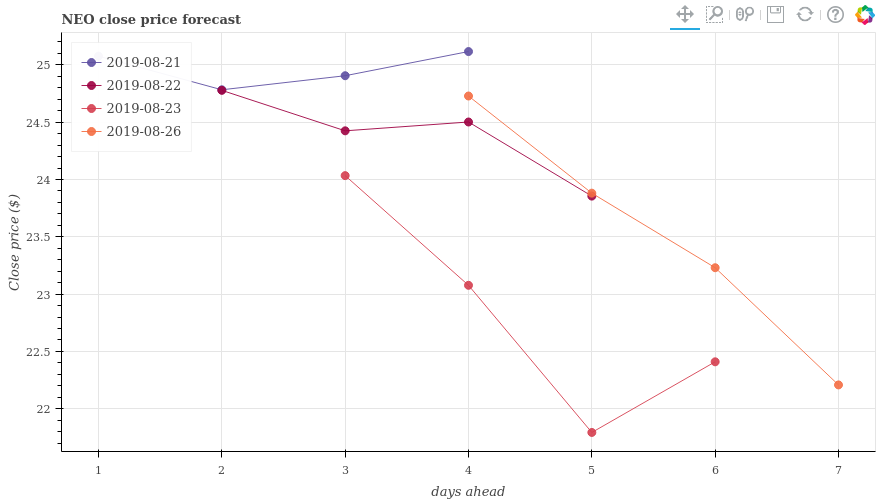 NEO close price forecast
2019-08-21
2019-08-22
2019-08-23
2019-08-26
25
24.5
24
23.5
23
22.5
22
Close price ($)
1 2 3 4 5 6 7
days ahead